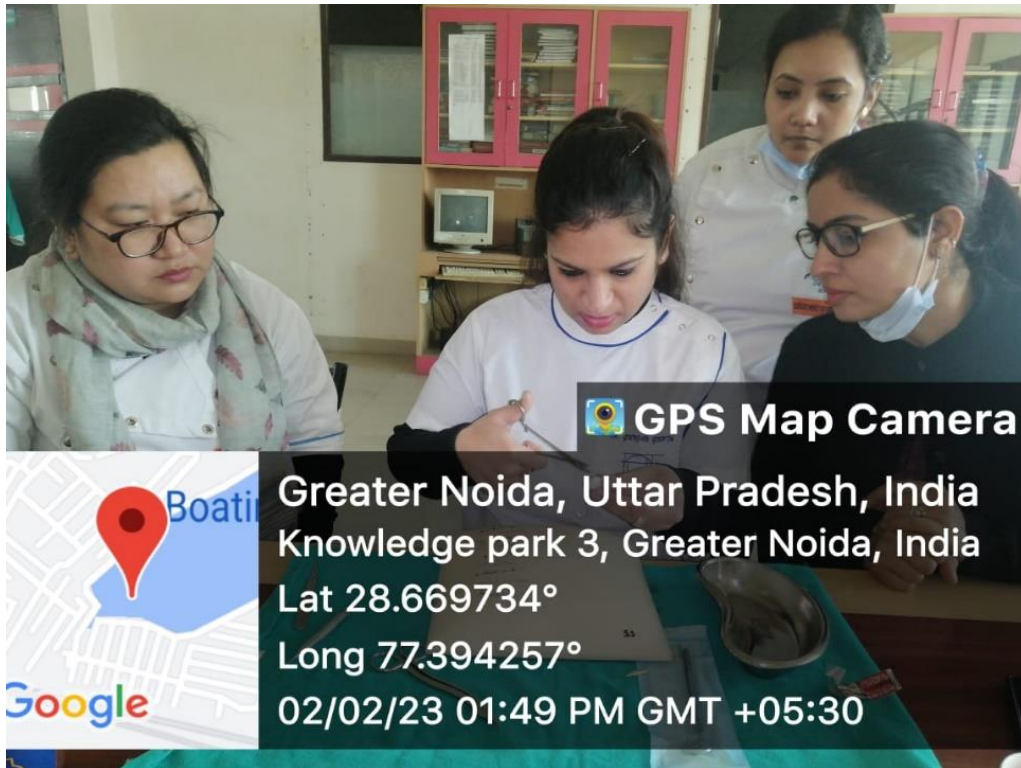 GPS Map Camera
Boati
Google
Greater Noida, Uttar Pradesh, India
Knowledge park 3, Greater Noida, India
Lat 28.669734°
Long 77.394257°
02/02/23 01:49 PM GMT +05:30